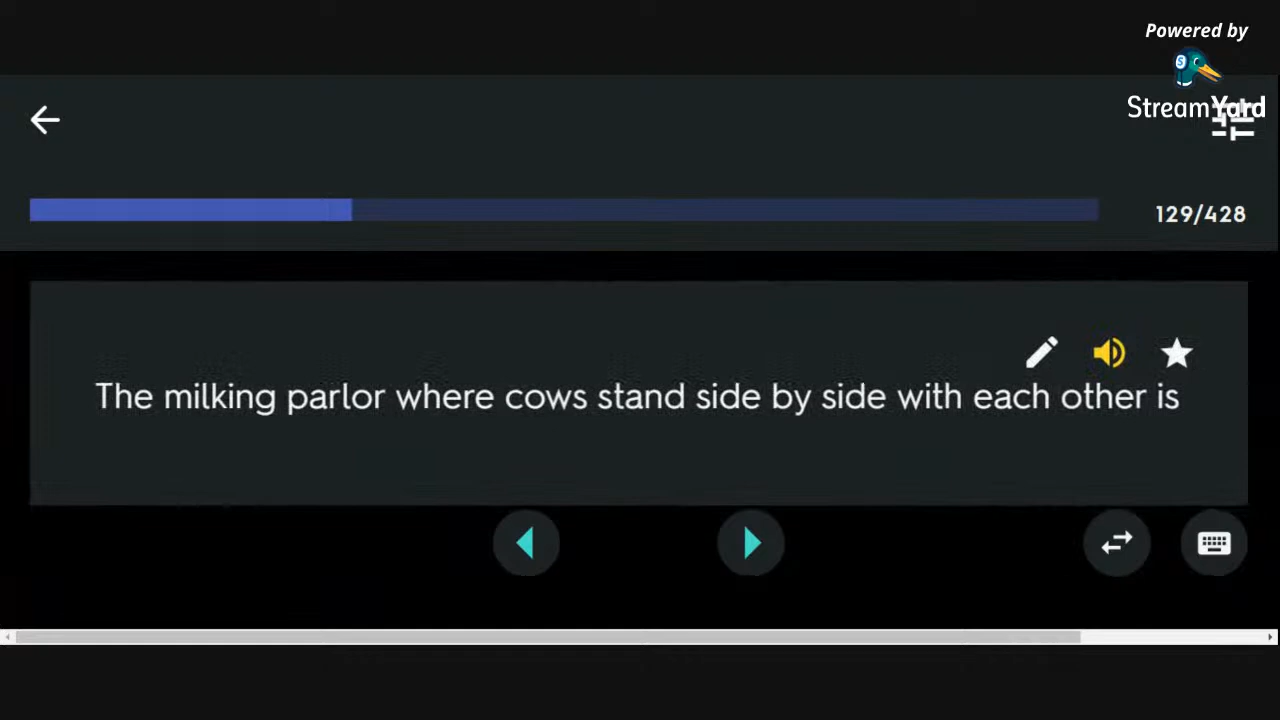 Powered by
StreamYard
129/428
The milking parlor where cows stand side by side with each other is